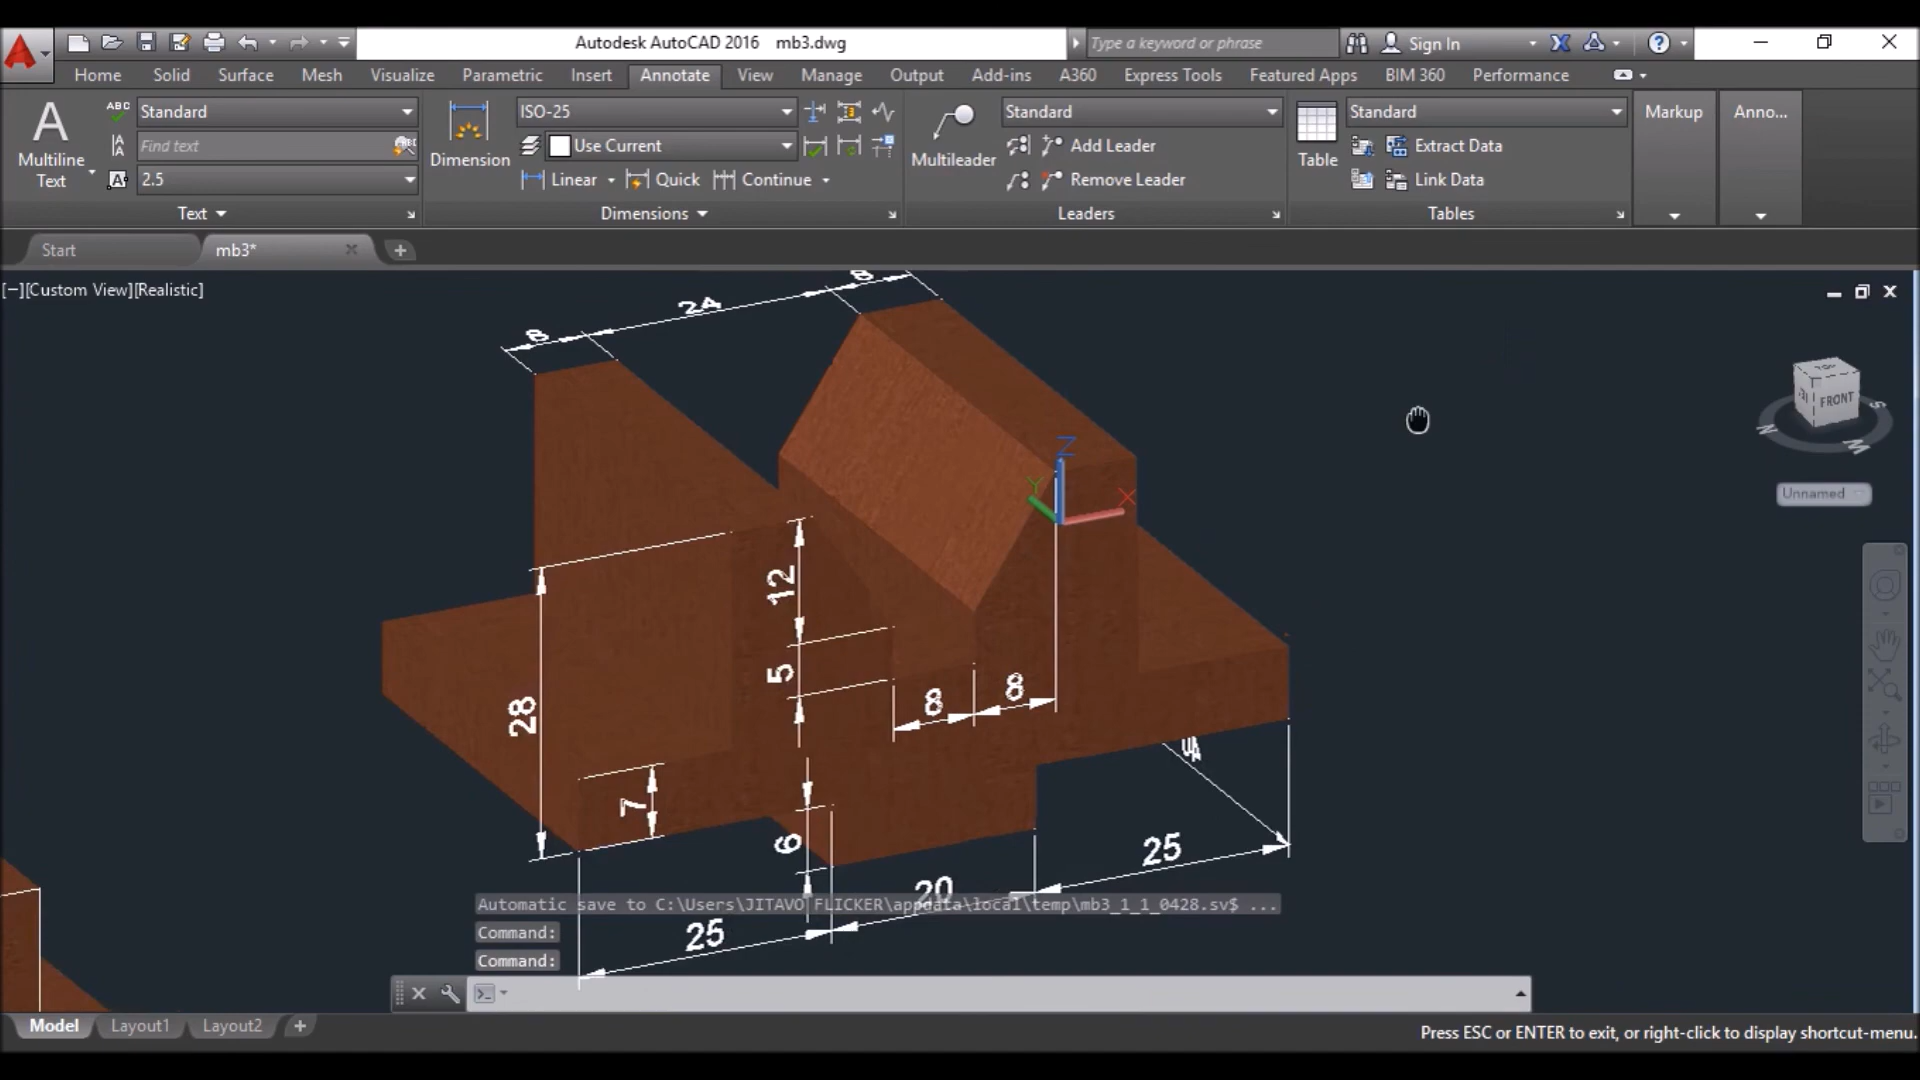 Autodesk AutoCAD 2016 mb3.dwg
Type a keyword or phrase
Sign In
Home Solid Surface Mesh Visualize Parametric Insert Annotate View Manage Output Add-ins A360 Express Tools Featured Apps BIM 360 Performance
A ABC Standard
Multiline Text
Find text
2.5
Text
Dimension
ISO-25
Use Current
Linear Quick Continue
Dimensions
Multileader
Standard
Add Leader
Remove Leader
Leaders
Table
Standard
Extract Data
Link Data
Tables
Markup
Anno...
Start mb3*
[−][Custom View][Realistic]
8
24
8
TOP
FRONT
Unnamed
Z
Y
X
12
5
8
8
28
7
6
25
20
25
Automatic save to C:\Users\JITAVO FLICKER\appdata\local\temp\mb3_1_1_0428.sv$ ...
Command:
Command:
Model Layout1 Layout2
Press ESC or ENTER to exit, or right-click to display shortcut-menu.